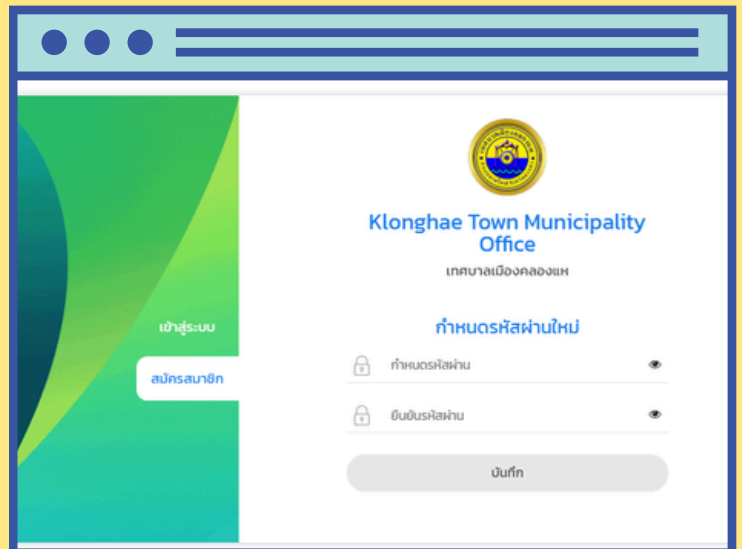 Klonghae Town Municipality
Office
เทศบาลเมืองคลองแห
เข้าสู่ระบบ
สมัครสมาชิก
กำหนดรหัสผ่านใหม่
กำหนดรหัสผ่าน
ยืนยันรหัสผ่าน
บันทึก